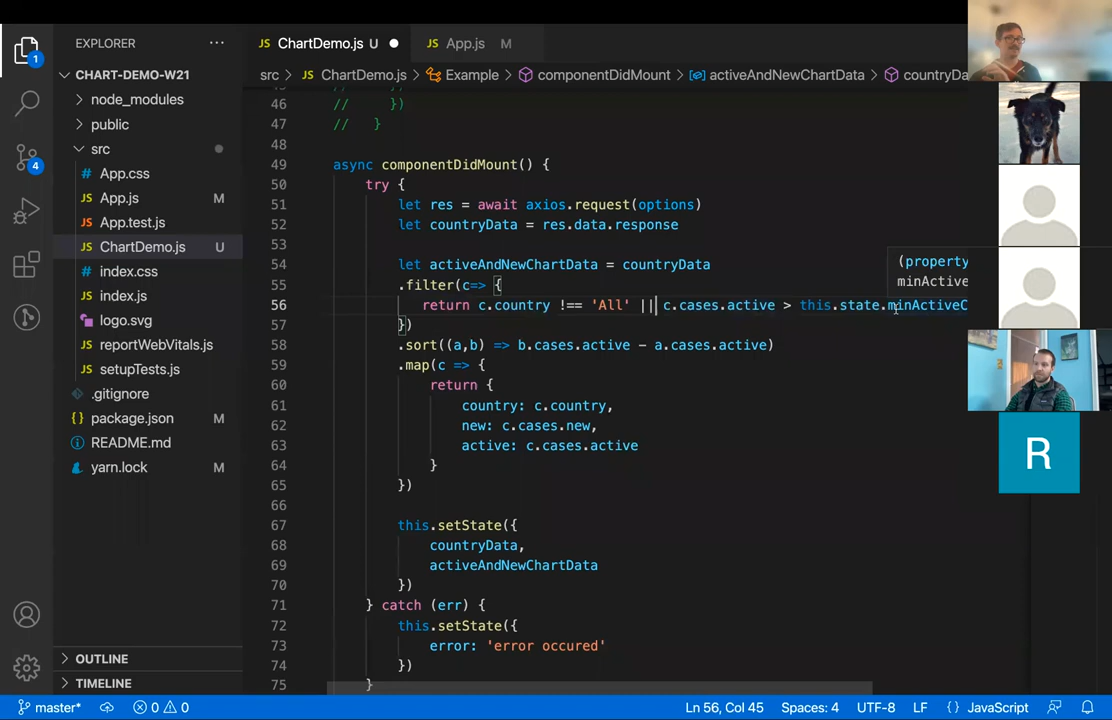 EXPLORER
ChartDemo.js U
App.js M
CHART-DEMO-W21
src > JS ChartDemo.js > Example > componentDidMount > activeAndNewChartData > countryDa
node_modules
public
src
# App.css
JS App.js M
JS App.test.js
JS ChartDemo.js U
# index.css
JS index.js
logo.svg
JS reportWebVitals.js
JS setupTests.js
.gitignore
package.json M
README.md
yarn.lock M
1
4
46 // })
47 // }
48
49 async componentDidMount() {
50 try {
51 let res = await axios.request(options)
52 let countryData = res.data.response
53
54 let activeAndNewChartData = countryData
55 .filter(c=> {
56 return c.country !== 'All' || c.cases.active > this.state.minActiveC
57 })
58 .sort((a,b) => b.cases.active - a.cases.active)
59 .map(c => {
60 return {
61 country: c.country,
62 new: c.cases.new,
63 active: c.cases.active
64 }
65 })
66
67 this.setState({
68 countryData,
69 activeAndNewChartData
70 })
71 } catch (err) {
72 this.setState({
73 error: 'error occured'
74 })
75 }
(property
minActive
R
OUTLINE
TIMELINE
master* 0 0 Ln 56, Col 45 Spaces: 4 UTF-8 LF {} JavaScript